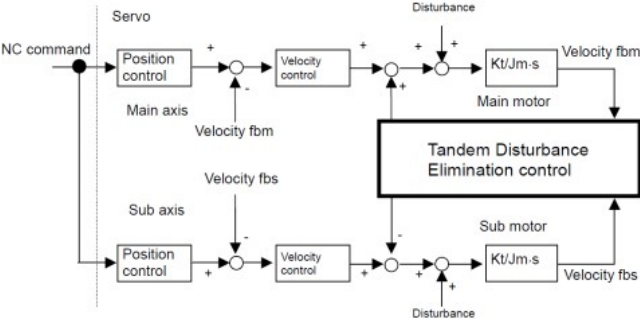 Servo
Disturbance
NC command
+
+
+
+
Position
control
Velocity
control
Kt/Jm·s
Velocity fbm
-
+
Main axis
Main motor
Velocity fbm
Tandem Disturbance
Elimination control
Velocity fbs
Sub axis
Sub motor
-
-
Position
control
Velocity
control
Kt/Jm·s
+
+
+
+
Velocity fbs
Disturbance